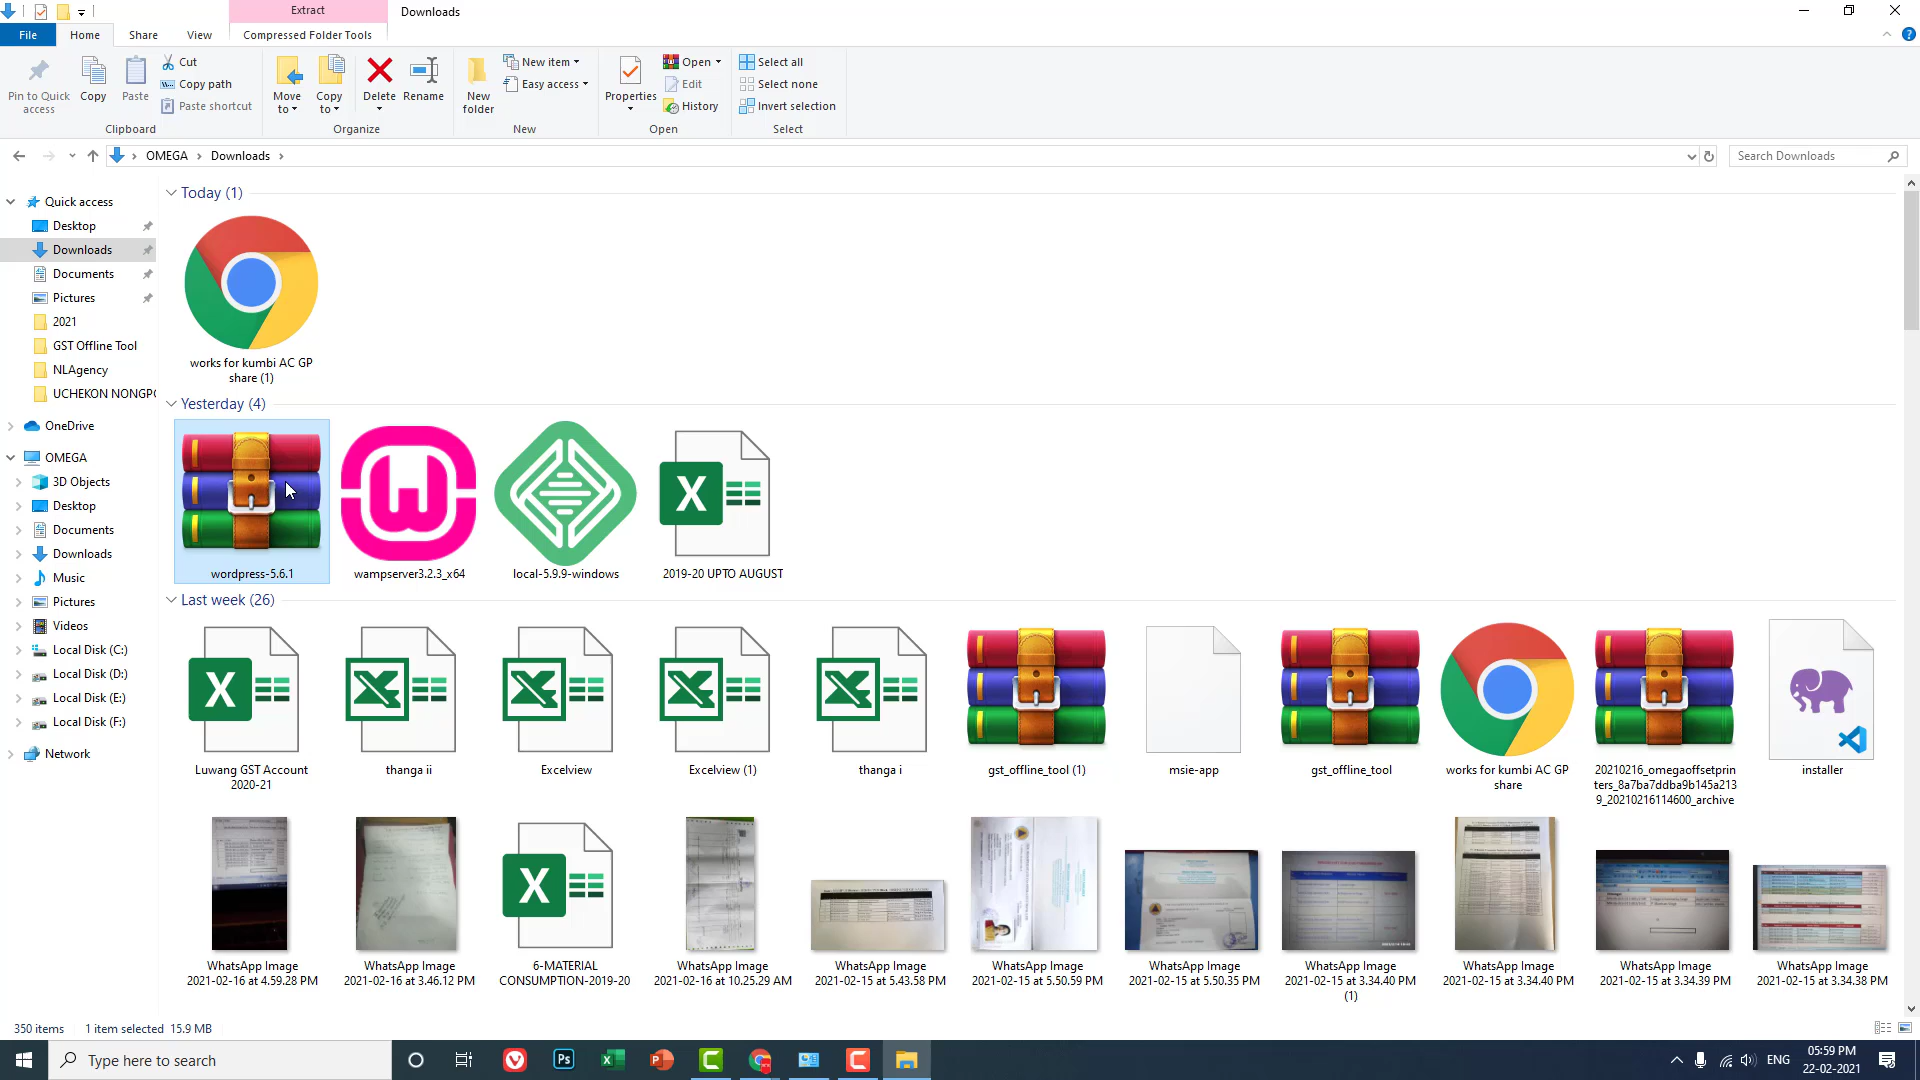 Extract
Downloads
File
Home
Share
View
Compressed Folder Tools
Pin to Quick
access
Copy
Paste
Cut
Copy path
Paste shortcut
Clipboard
Move
to
Copy
to
Delete
Rename
Organize
New
folder
New item
Easy access
New
Properties
Open
Edit
History
Open
Select all
Select none
Invert selection
Select
OMEGA
Downloads
Search Downloads
Quick access
Desktop
Downloads
Documents
Pictures
2021
GST Offline Tool
NLAgency
UCHEKON NONGPC
OneDrive
OMEGA
3D Objects
Desktop
Documents
Downloads
Music
Pictures
Videos
Local Disk (C:)
Local Disk (D:)
Local Disk (E:)
Local Disk (F:)
Network
Today (1)
works for kumbi AC GP
share (1)
Yesterday (4)
wordpress-5.6.1
wampserver3.2.3_x64
local-5.9.9-windows
2019-20 UPTO AUGUST
Last week (26)
Luwang GST Account
2020-21
thanga ii
Excelview
Excelview (1)
thanga i
gst_offline_tool (1)
msie-app
gst_offline_tool
works for kumbi AC GP
share
20210216_omegaoffsetprin
ters_8a7ba7ddba9b145a213
9_20210216114600_archive
installer
WhatsApp Image
2021-02-16 at 4.59.28 PM
WhatsApp Image
2021-02-16 at 3.46.12 PM
6-MATERIAL
CONSUMPTION-2019-20
WhatsApp Image
2021-02-16 at 10.25.29 AM
WhatsApp Image
2021-02-15 at 5.43.58 PM
WhatsApp Image
2021-02-15 at 5.50.59 PM
WhatsApp Image
2021-02-15 at 5.50.35 PM
WhatsApp Image
2021-02-15 at 3.34.40 PM
(1)
WhatsApp Image
2021-02-15 at 3.34.40 PM
WhatsApp Image
2021-02-15 at 3.34.39 PM
WhatsApp Image
2021-02-15 at 3.34.38 PM
350 items
1 item selected 15.9 MB
Type here to search
ENG
05:59 PM
22-02-2021